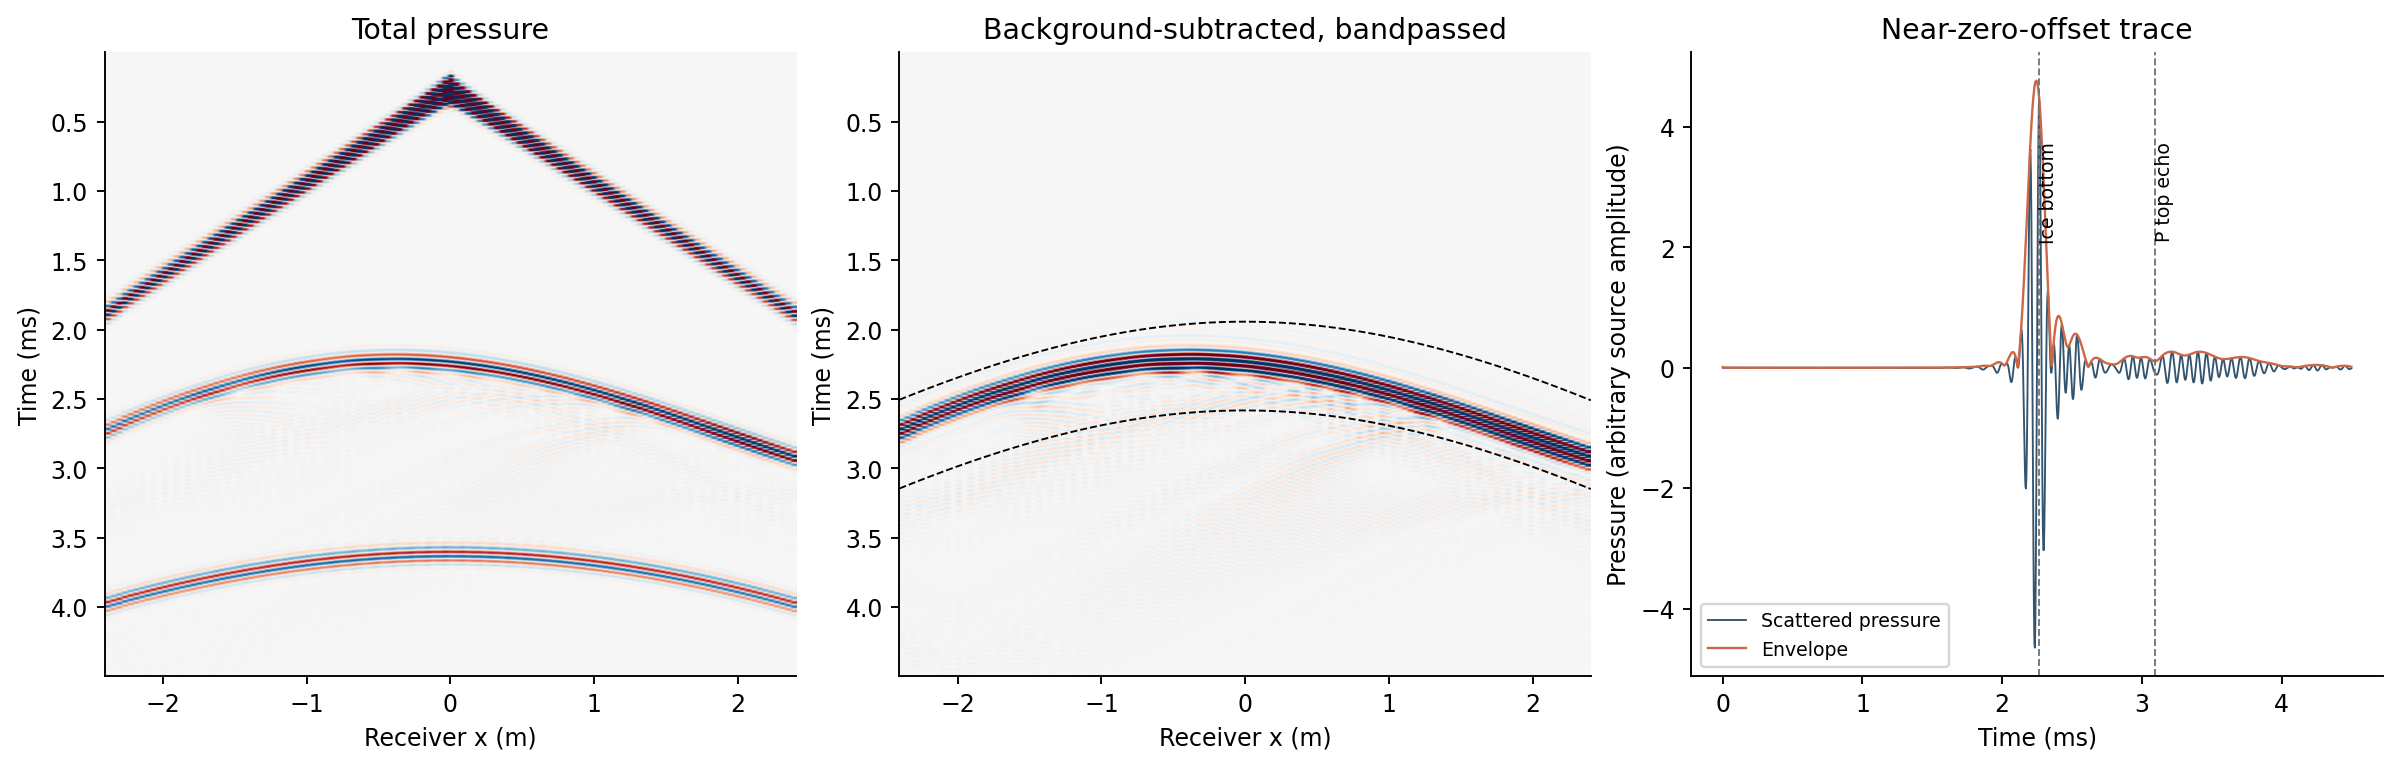 Total pressure
Time (ms)
0.5
1.0
1.5
2.0
2.5
3.0
3.5
4.0
−2
−1
0
1
2
Receiver x (m)
Background-subtracted, bandpassed
Time (ms)
0.5
1.0
1.5
2.0
2.5
3.0
3.5
4.0
−2
−1
0
1
2
Receiver x (m)
Near-zero-offset trace
Pressure (arbitrary source amplitude)
4
2
0
−2
−4
Ice bottom
P top echo
Scattered pressure
Envelope
0
1
2
3
4
Time (ms)